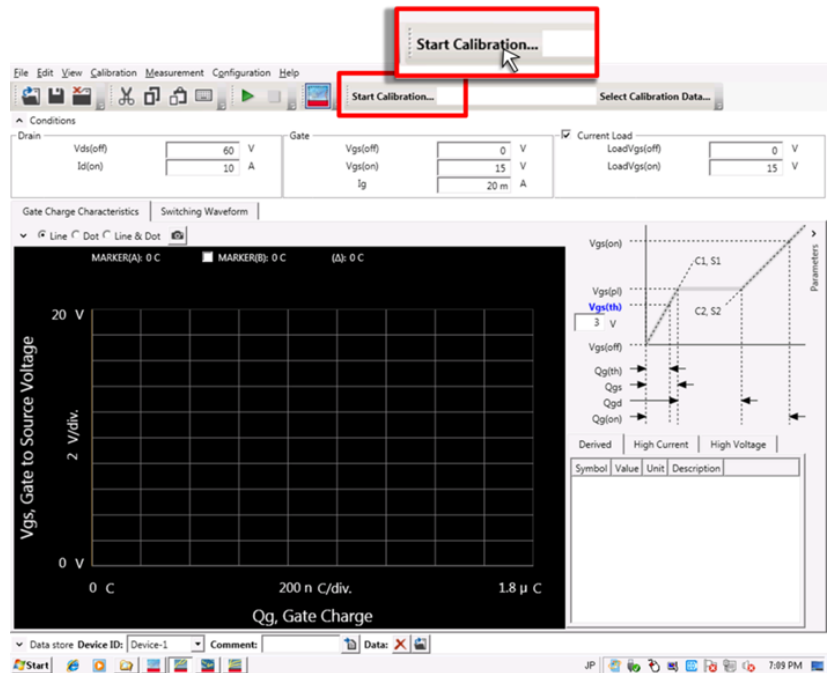 Start Calibration...
File Edit View Calibration Measurement Configuration Help
Start Calibration... Select Calibration Data...
Conditions
Drain
Vds(off) 60 V
Id(on) 10 A
Gate
Vgs(off) 0 V
Vgs(on) 15 V
Ig 20 m A
Current Load
LoadVgs(off) 0 V
LoadVgs(on) 15 V
Gate Charge Characteristics Switching Waveform
Line Dot Line & Dot
MARKER(A): 0 C MARKER(B): 0 C (Δ): 0 C
20 V
Vgs, Gate to Source Voltage
2 V/div.
0 V
0 C 200 n C/div. 1.8 μ C
Qg, Gate Charge
Parameters
Vgs(on)
C1, S1
Vgs(pl)
Vgs(th)
3 V
C2, S2
Vgs(off)
Qg(th)
Qgs
Qgd
Qg(on)
Derived High Current High Voltage
Symbol Value Unit Description
Data store Device ID: Device-1 Comment: Data:
Start JP 7:09 PM